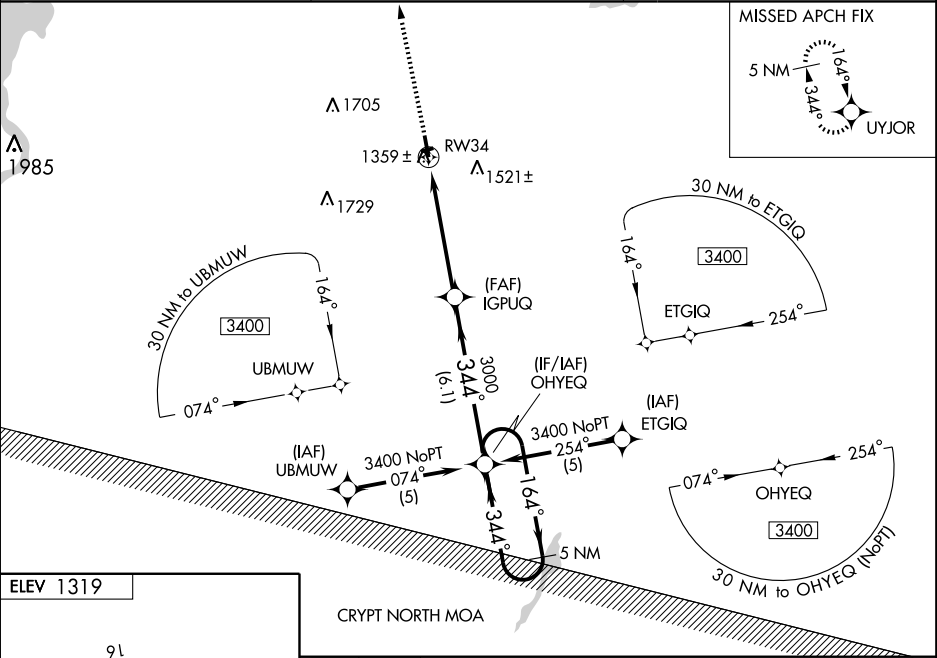 MISSED APCH FIX
5 NM
164°
344°
UYJOR
1705
1985
1359 ±
RW34
1521±
1729
30 NM to UBMUW
164°
3400
UBMUW
074°
30 NM to ETGIQ
164°
3400
ETGIQ
254°
(FAF)
IGPUQ
3000
344°
(6.1)
(IF/IAF)
OHYEQ
(IAF)
ETGIQ
3400 NoPT
254°
(5)
(IAF)
UBMUW
3400 NoPT
074°
(5)
344°
164°
5 NM
074°
254°
OHYEQ
3400
30 NM to OHYEQ (NoPT)
CRYPT NORTH MOA
ELEV 1319
16